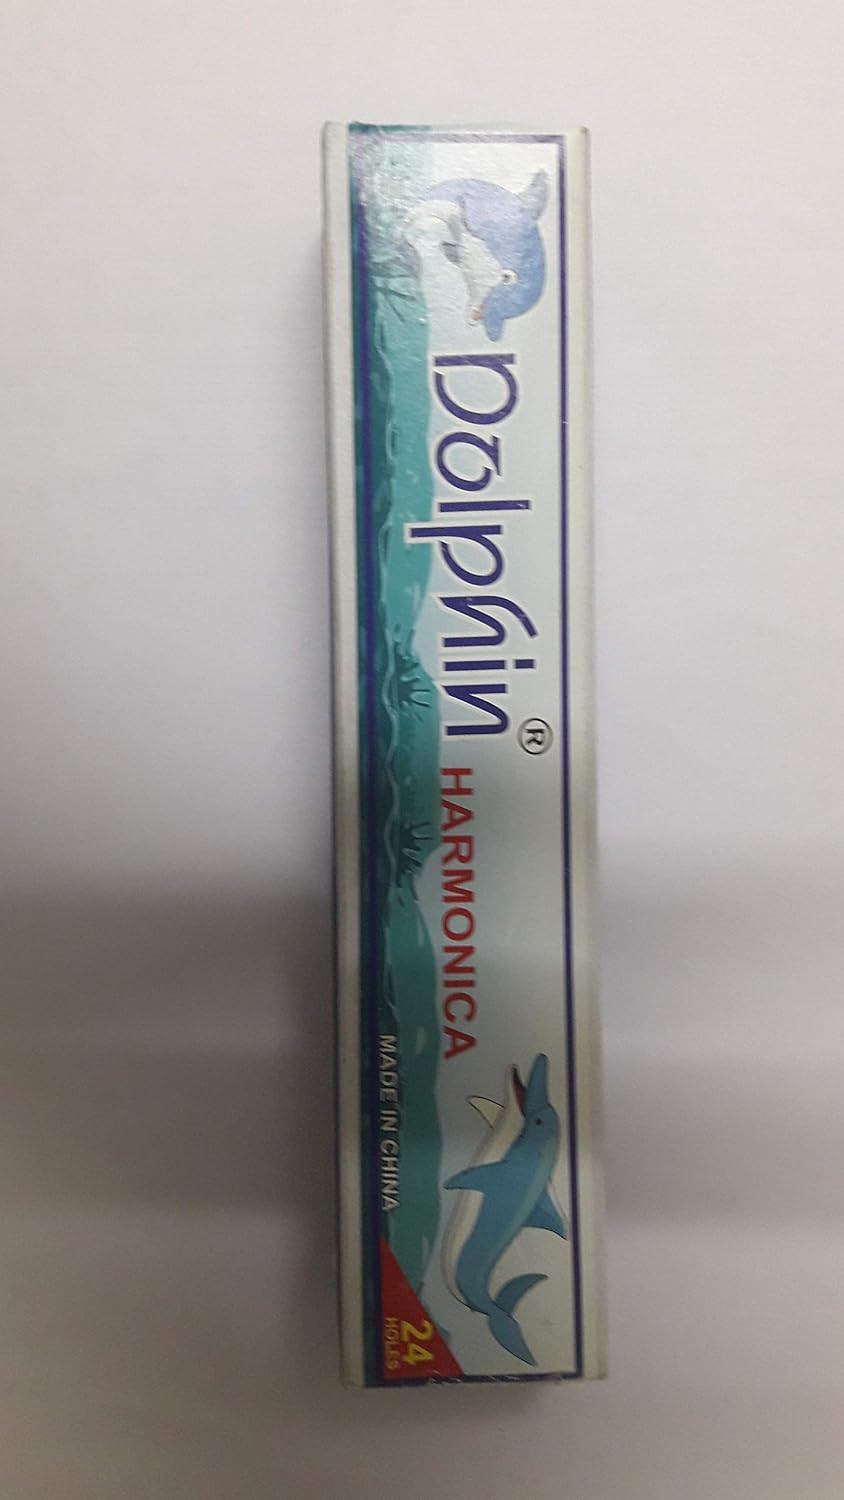 Dolphin®
HARMONICA
MADE IN CHINA
24
HOLES